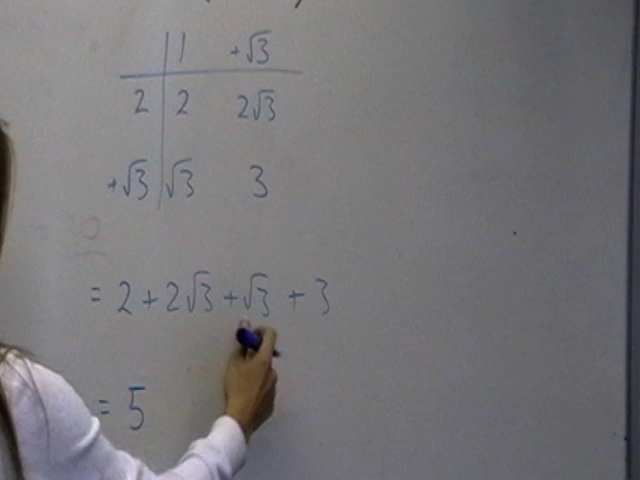 1 +√3
2 2 2√3
+√3 √3 3
= 2 + 2√3 + √3 + 3
= 5